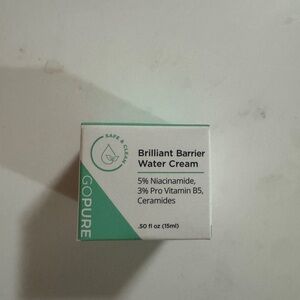 SAFE & CLEAN
Brilliant Barrier
Water Cream
5% Niacinamide,
3% Pro Vitamin B5,
Ceramides
.50 fl oz (15ml)
GOPURE